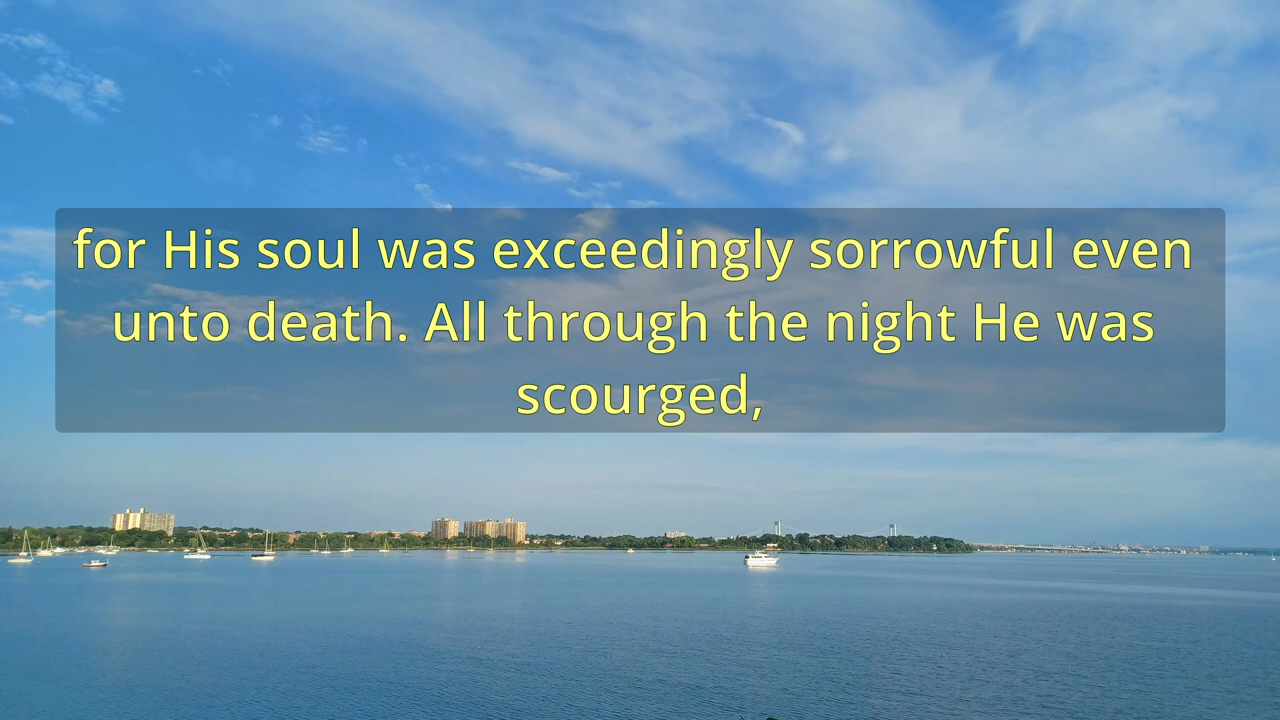 for His soul was exceedingly sorrowful even
unto death. All through the night He was
scourged,